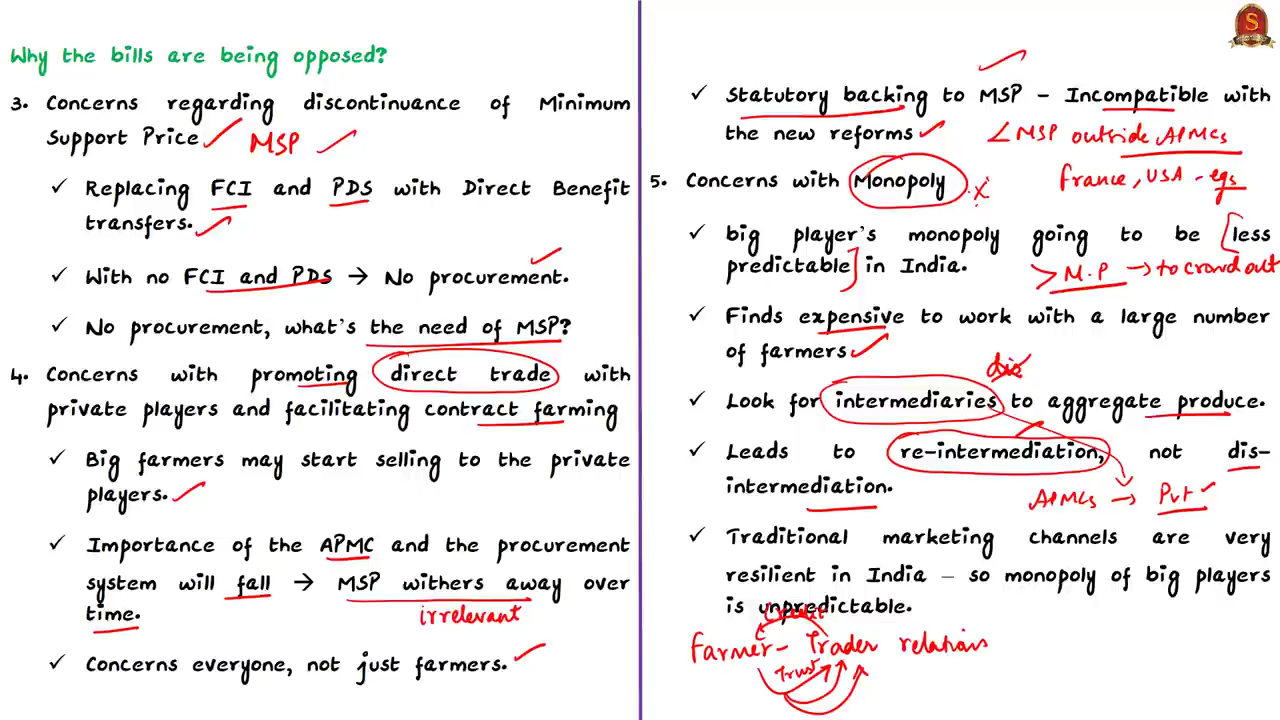 Why the bills are being opposed?
3. Concerns regarding discontinuance of Minimum
Support Price ✓ MSP ✓
✓ Replacing FCI and PDS with Direct Benefit
transfers.
✓ With no FCI and PDS → No procurement.
✓ No procurement, what's the need of MSP?
4. Concerns with promoting direct trade with
private players and facilitating contract farming
✓ Big farmers may start selling to the private
players.
✓ Importance of the APMC and the procurement
system will fall → MSP withers away over
time.
irrelevant
✓ Concerns everyone, not just farmers.
S
✓ Statutory backing to MSP - Incompatible with
the new reforms
< MSP outside APMCs
5. Concerns with Monopoly x
France, USA - egs
✓ big player's monopoly going to be [less
predictable] in India.
> M.P → to crowd out
✓ Finds expensive to work with a large number
of farmers
dis
✓ Look for intermediaries to aggregate produce.
✓ Leads to re-intermediation, not dis-
intermediation.
APMCs → Pvt ✓
✓ Traditional marketing channels are very
resilient in India – so monopoly of big players
is unpredictable.
Credit
Farmer - Trader relations
Trust